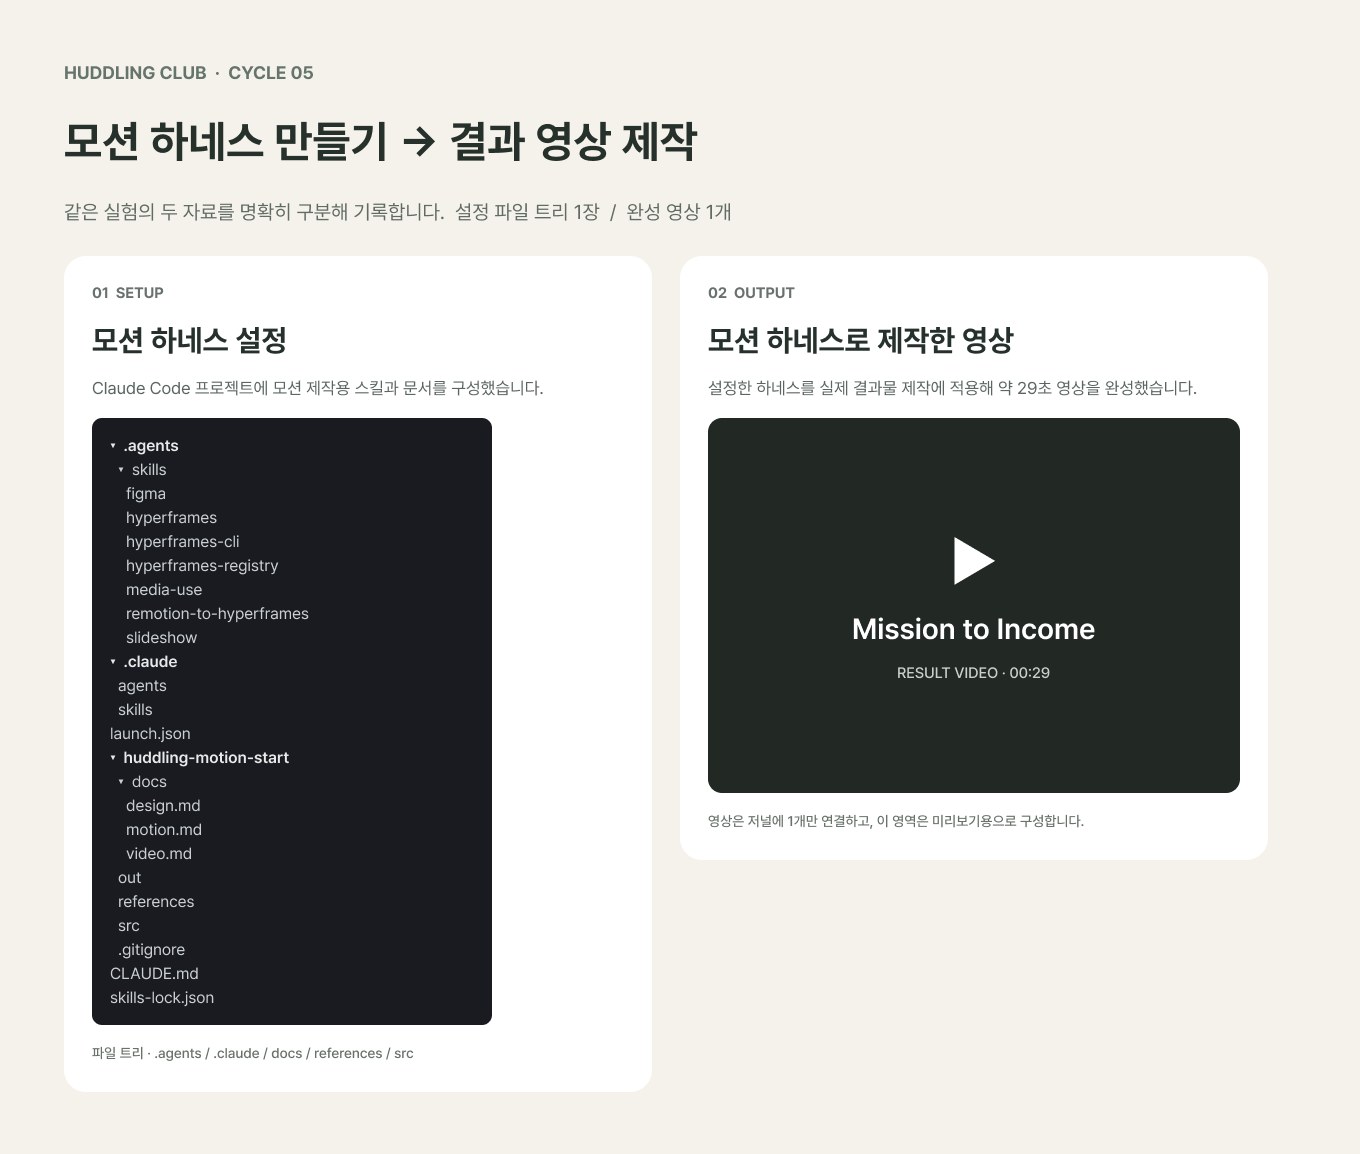 HUDDLING CLUB · CYCLE 05
모션 하네스 만들기 → 결과 영상 제작
같은 실험의 두 자료를 명확히 구분해 기록합니다. 설정 파일 트리 1장 / 완성 영상 1개
01 SETUP
모션 하네스 설정
Claude Code 프로젝트에 모션 제작용 스킬과 문서를 구성했습니다.
▾ .agents
▾ skills
figma
hyperframes
hyperframes-cli
hyperframes-registry
media-use
remotion-to-hyperframes
slideshow
▾ .claude
agents
skills
launch.json
▾ huddling-motion-start
▾ docs
design.md
motion.md
video.md
out
references
src
.gitignore
CLAUDE.md
skills-lock.json
파일 트리 · .agents / .claude / docs / references / src
02 OUTPUT
모션 하네스로 제작한 영상
설정한 하네스를 실제 결과물 제작에 적용해 약 29초 영상을 완성했습니다.
Mission to Income
RESULT VIDEO · 00:29
영상은 저널에 1개만 연결하고, 이 영역은 미리보기용으로 구성합니다.